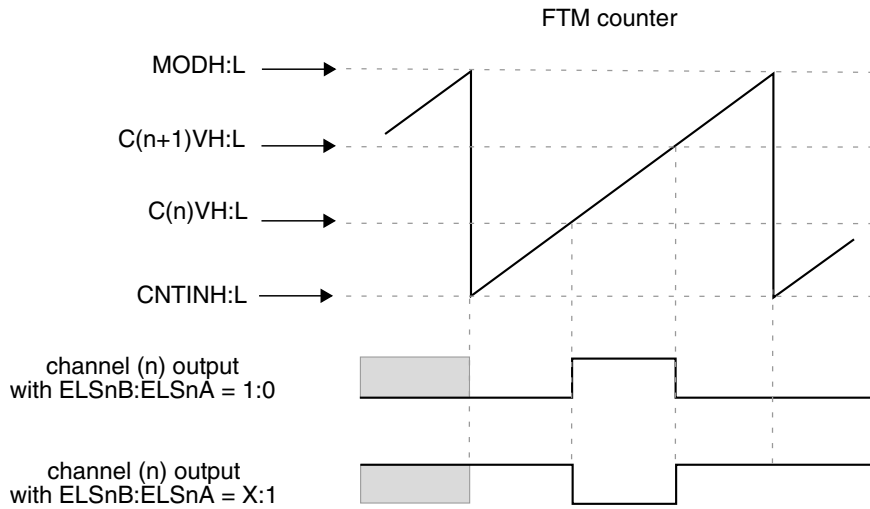 FTM counter
MODH:L
C(n+1)VH:L
C(n)VH:L
CNTINH:L
channel (n) output
with ELSnB:ELSnA = 1:0
channel (n) output
with ELSnB:ELSnA = X:1